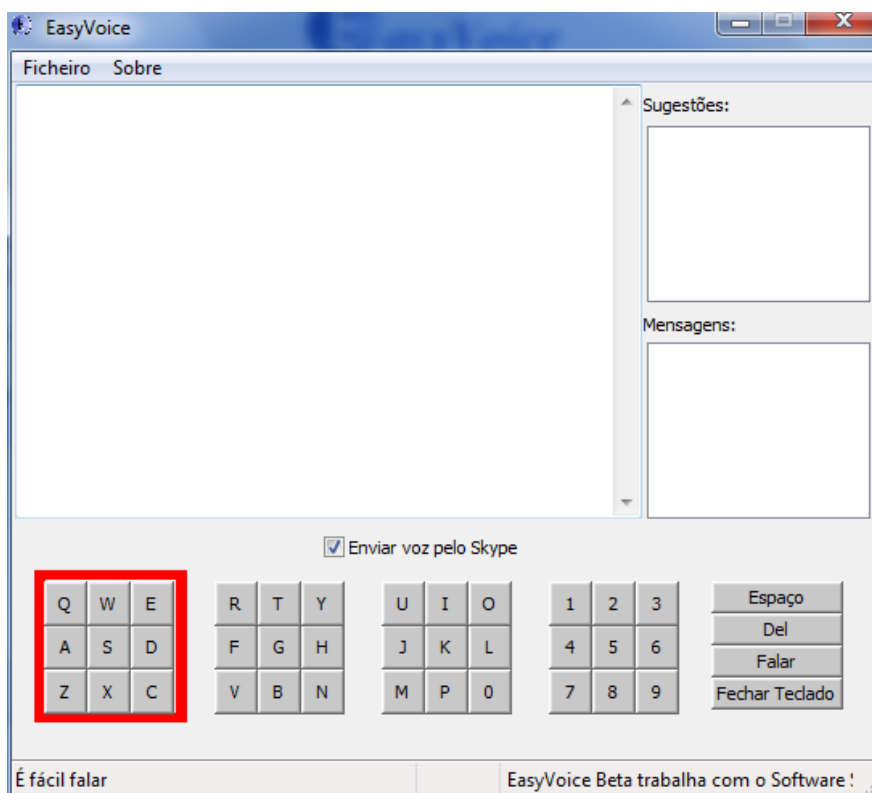 EasyVoice
Ficheiro Sobre
Sugestões:
Mensagens:
Enviar voz pelo Skype
Q W E R T Y U I O 1 2 3 Espaço
A S D F G H J K L 4 5 6 Del
Falar
Z X C V B N M P 0 7 8 9 Fechar Teclado
É fácil falar EasyVoice Beta trabalha com o Software